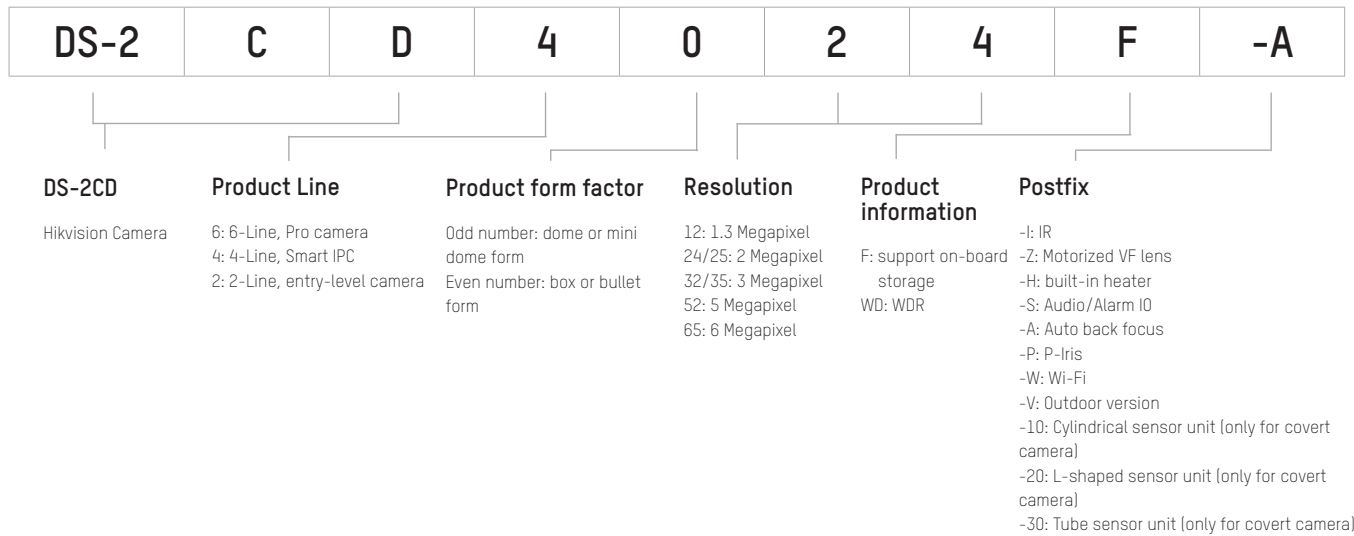 DS-2 C D 4 0 2 4 F -A
DS-2CD
Hikvision Camera
Product Line
6: 6-Line, Pro camera
4: 4-Line, Smart IPC
2: 2-Line, entry-level camera
Product form factor
Odd number: dome or mini
dome form
Even number: box or bullet
form
Resolution
12: 1.3 Megapixel
24/25: 2 Megapixel
32/35: 3 Megapixel
52: 5 Megapixel
65: 6 Megapixel
Product
information
F: support on-board
storage
WD: WDR
Postfix
-I: IR
-Z: Motorized VF lens
-H: built-in heater
-S: Audio/Alarm IO
-A: Auto back focus
-P: P-Iris
-W: Wi-Fi
-V: Outdoor version
-10: Cylindrical sensor unit (only for covert
camera)
-20: L-shaped sensor unit (only for covert
camera)
-30: Tube sensor unit (only for covert camera)